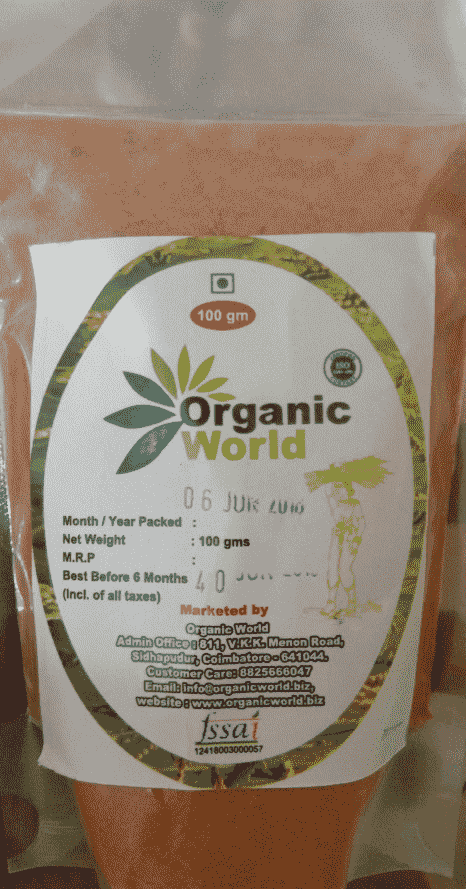 100 gm
ISO
Organic
World
06 JUN
Month / Year Packed :
Net Weight : 100 gms
M.R.P :
Best Before 6 Months 40
(Incl. of all taxes)
Marketed by
Organic World
Admin Office : 811, V.K.K. Menon Road,
Sidhapudur, Coimbatore - 641044.
Customer Care: 8825666047
Email: info@organicworld.biz,
website : www.organicworld.biz
fssai
12418003000057